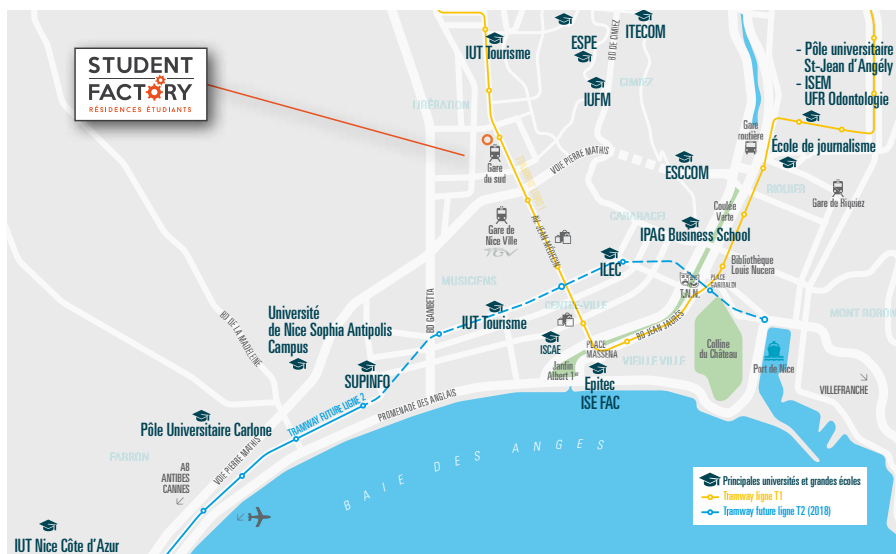 STUDENT
FACTORY
RÉSIDENCES ÉTUDIANTS
IUT Tourisme
ESPE
ITECOM
BD DE CIMIEZ
CIMIEZ
IUFM
- Pôle universitaire
St-Jean d'Angély
- ISEM
UFR Odontologie
LIBÉRATION
Gare
routière
École de journalisme
Gare
du sud
VOIE PIERRE MATHIS
ESCCOM
RIQUIER
Gare de Riquiez
Coulée
Verte
CARABACEL
AV JEAN MÉDECIN
Gare de
Nice Ville
TGV
IPAG Business School
Bibliothèque
Louis Nucera
ILEC
MUSICIENS
T.N.N.
PLACE
GARIBALDI
CENTRE-VILLE
MONT BORON
BD DE LA MADELEINE
Université
de Nice Sophia Antipolis
Campus
BD GAMBETTA
IUT Tourisme
ISCAE
PLACE
MASSENA
BD JEAN JAURÈS
VIEILLE VILLE
Colline
du Château
Port de Nice
SUPINFO
Jardin
Albert 1er
Epitec
ISE FAC
VILLEFRANCHE
TRAMWAY FUTURE LIGNE 2
PROMENADE DES ANGLAIS
Pôle Universitaire Carlone
VOIE PIERRE MATHIS
FABRON
A8
ANTIBES
CANNES
BAIE DES ANGES
IUT Nice Côte d'Azur
Principales universités et grandes écoles
Tramway ligne T1
Tramway future ligne T2 (2018)